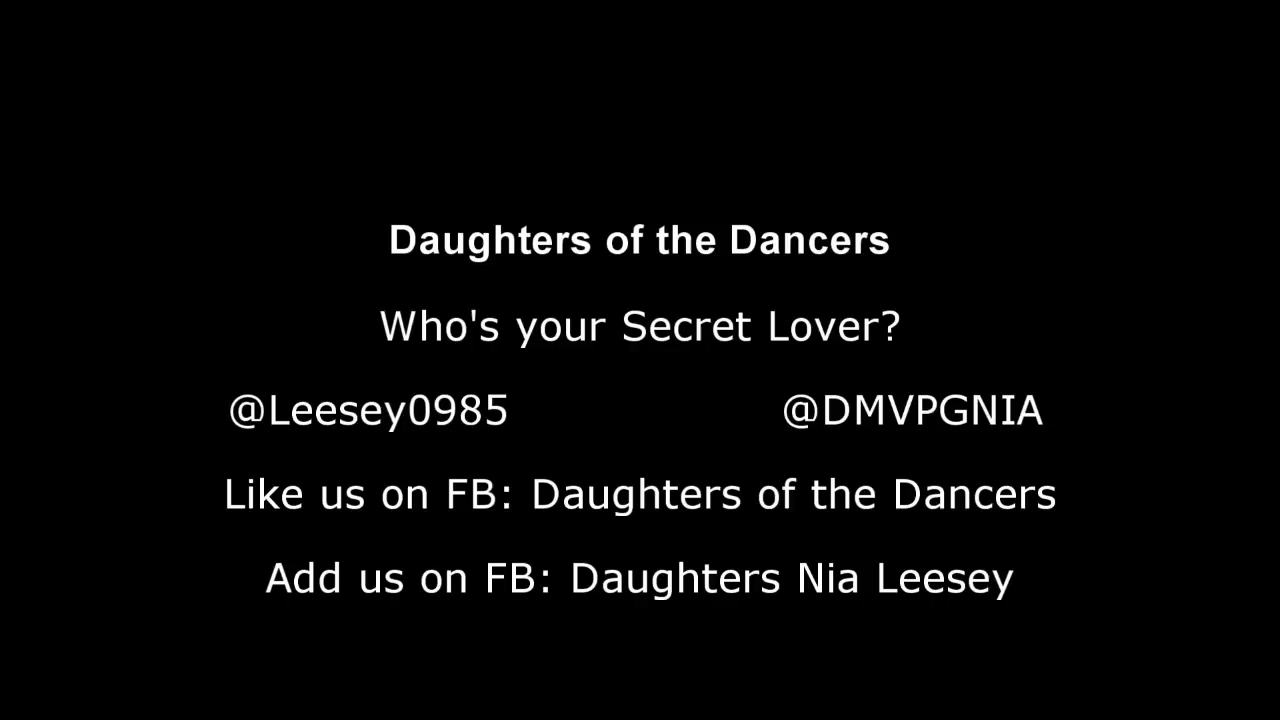 Daughters of the Dancers
Who's your Secret Lover?
@Leesey0985 @DMVPGNIA
Like us on FB: Daughters of the Dancers
Add us on FB: Daughters Nia Leesey